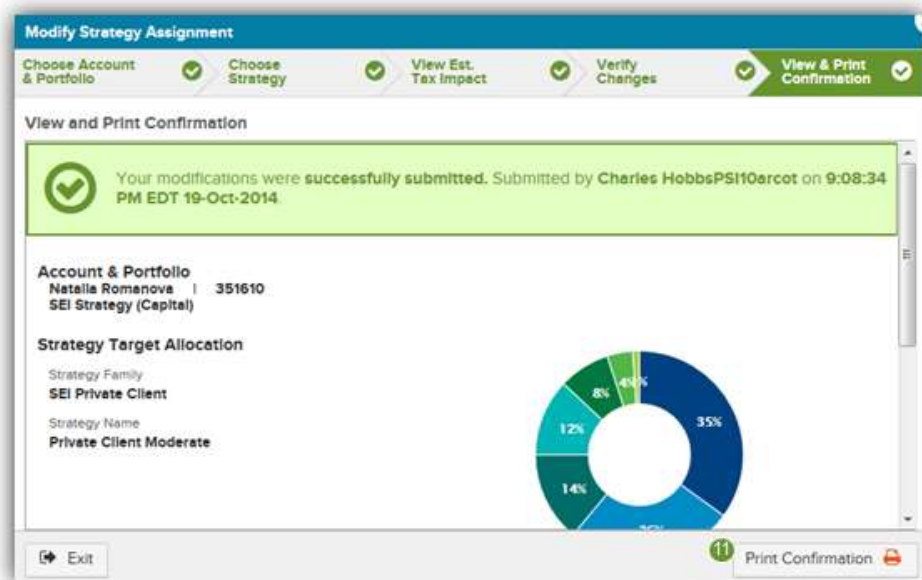 Modify Strategy Assignment
Choose Account
& Portfolio
Choose
Strategy
View Est.
Tax Impact
Verify
Changes
View & Print
Confirmation
View and Print Confirmation
Your modifications were successfully submitted. Submitted by Charles HobbsPSI10arcot on 9:08:34
PM EDT 19-Oct-2014.
Account & Portfolio
Natalia Romanova | 351610
SEI Strategy (Capital)
Strategy Target Allocation
Strategy Family
SEI Private Client
Strategy Name
Private Client Moderate
4%
8%
35%
12%
14%
Exit
11
Print Confirmation